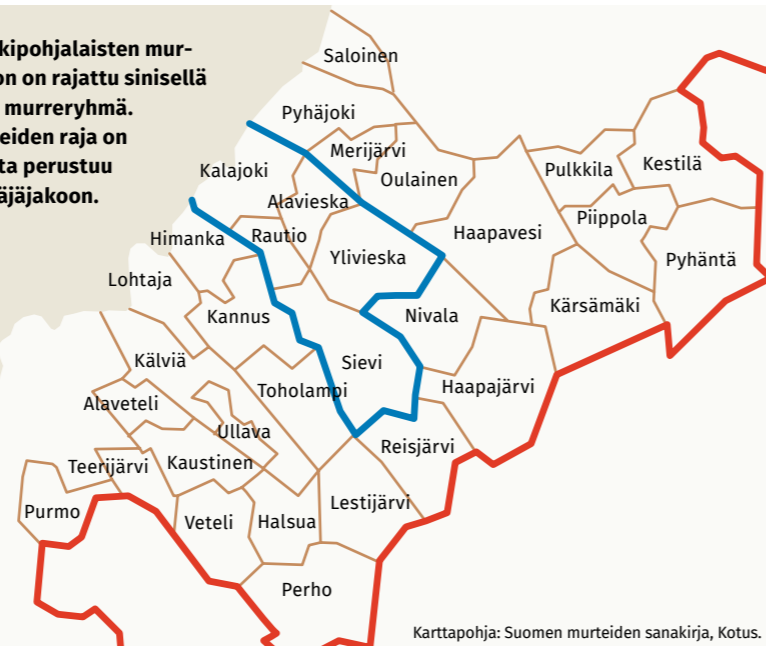 kipohjalaisten mur-
on on rajattu sinisellä
murreryhmä.
eiden raja on
ta perustuu
äjäjakoon.
Saloinen
Pyhäjoki
Merijärvi
Kalajoki
Oulainen
Pulkkila
Kestilä
Alavieska
Piippola
Himanka
Rautio
Haapavesi
Ylivieska
Pyhäntä
Lohtaja
Kannus
Nivala
Kärsämäki
Kälviä
Sievi
Toholampi
Haapajärvi
Alaveteli
Ullava
Reisjärvi
Teerijärvi
Kaustinen
Lestijärvi
Purmo
Veteli
Halsua
Perho
Karttapohja: Suomen murteiden sanakirja, Kotus.